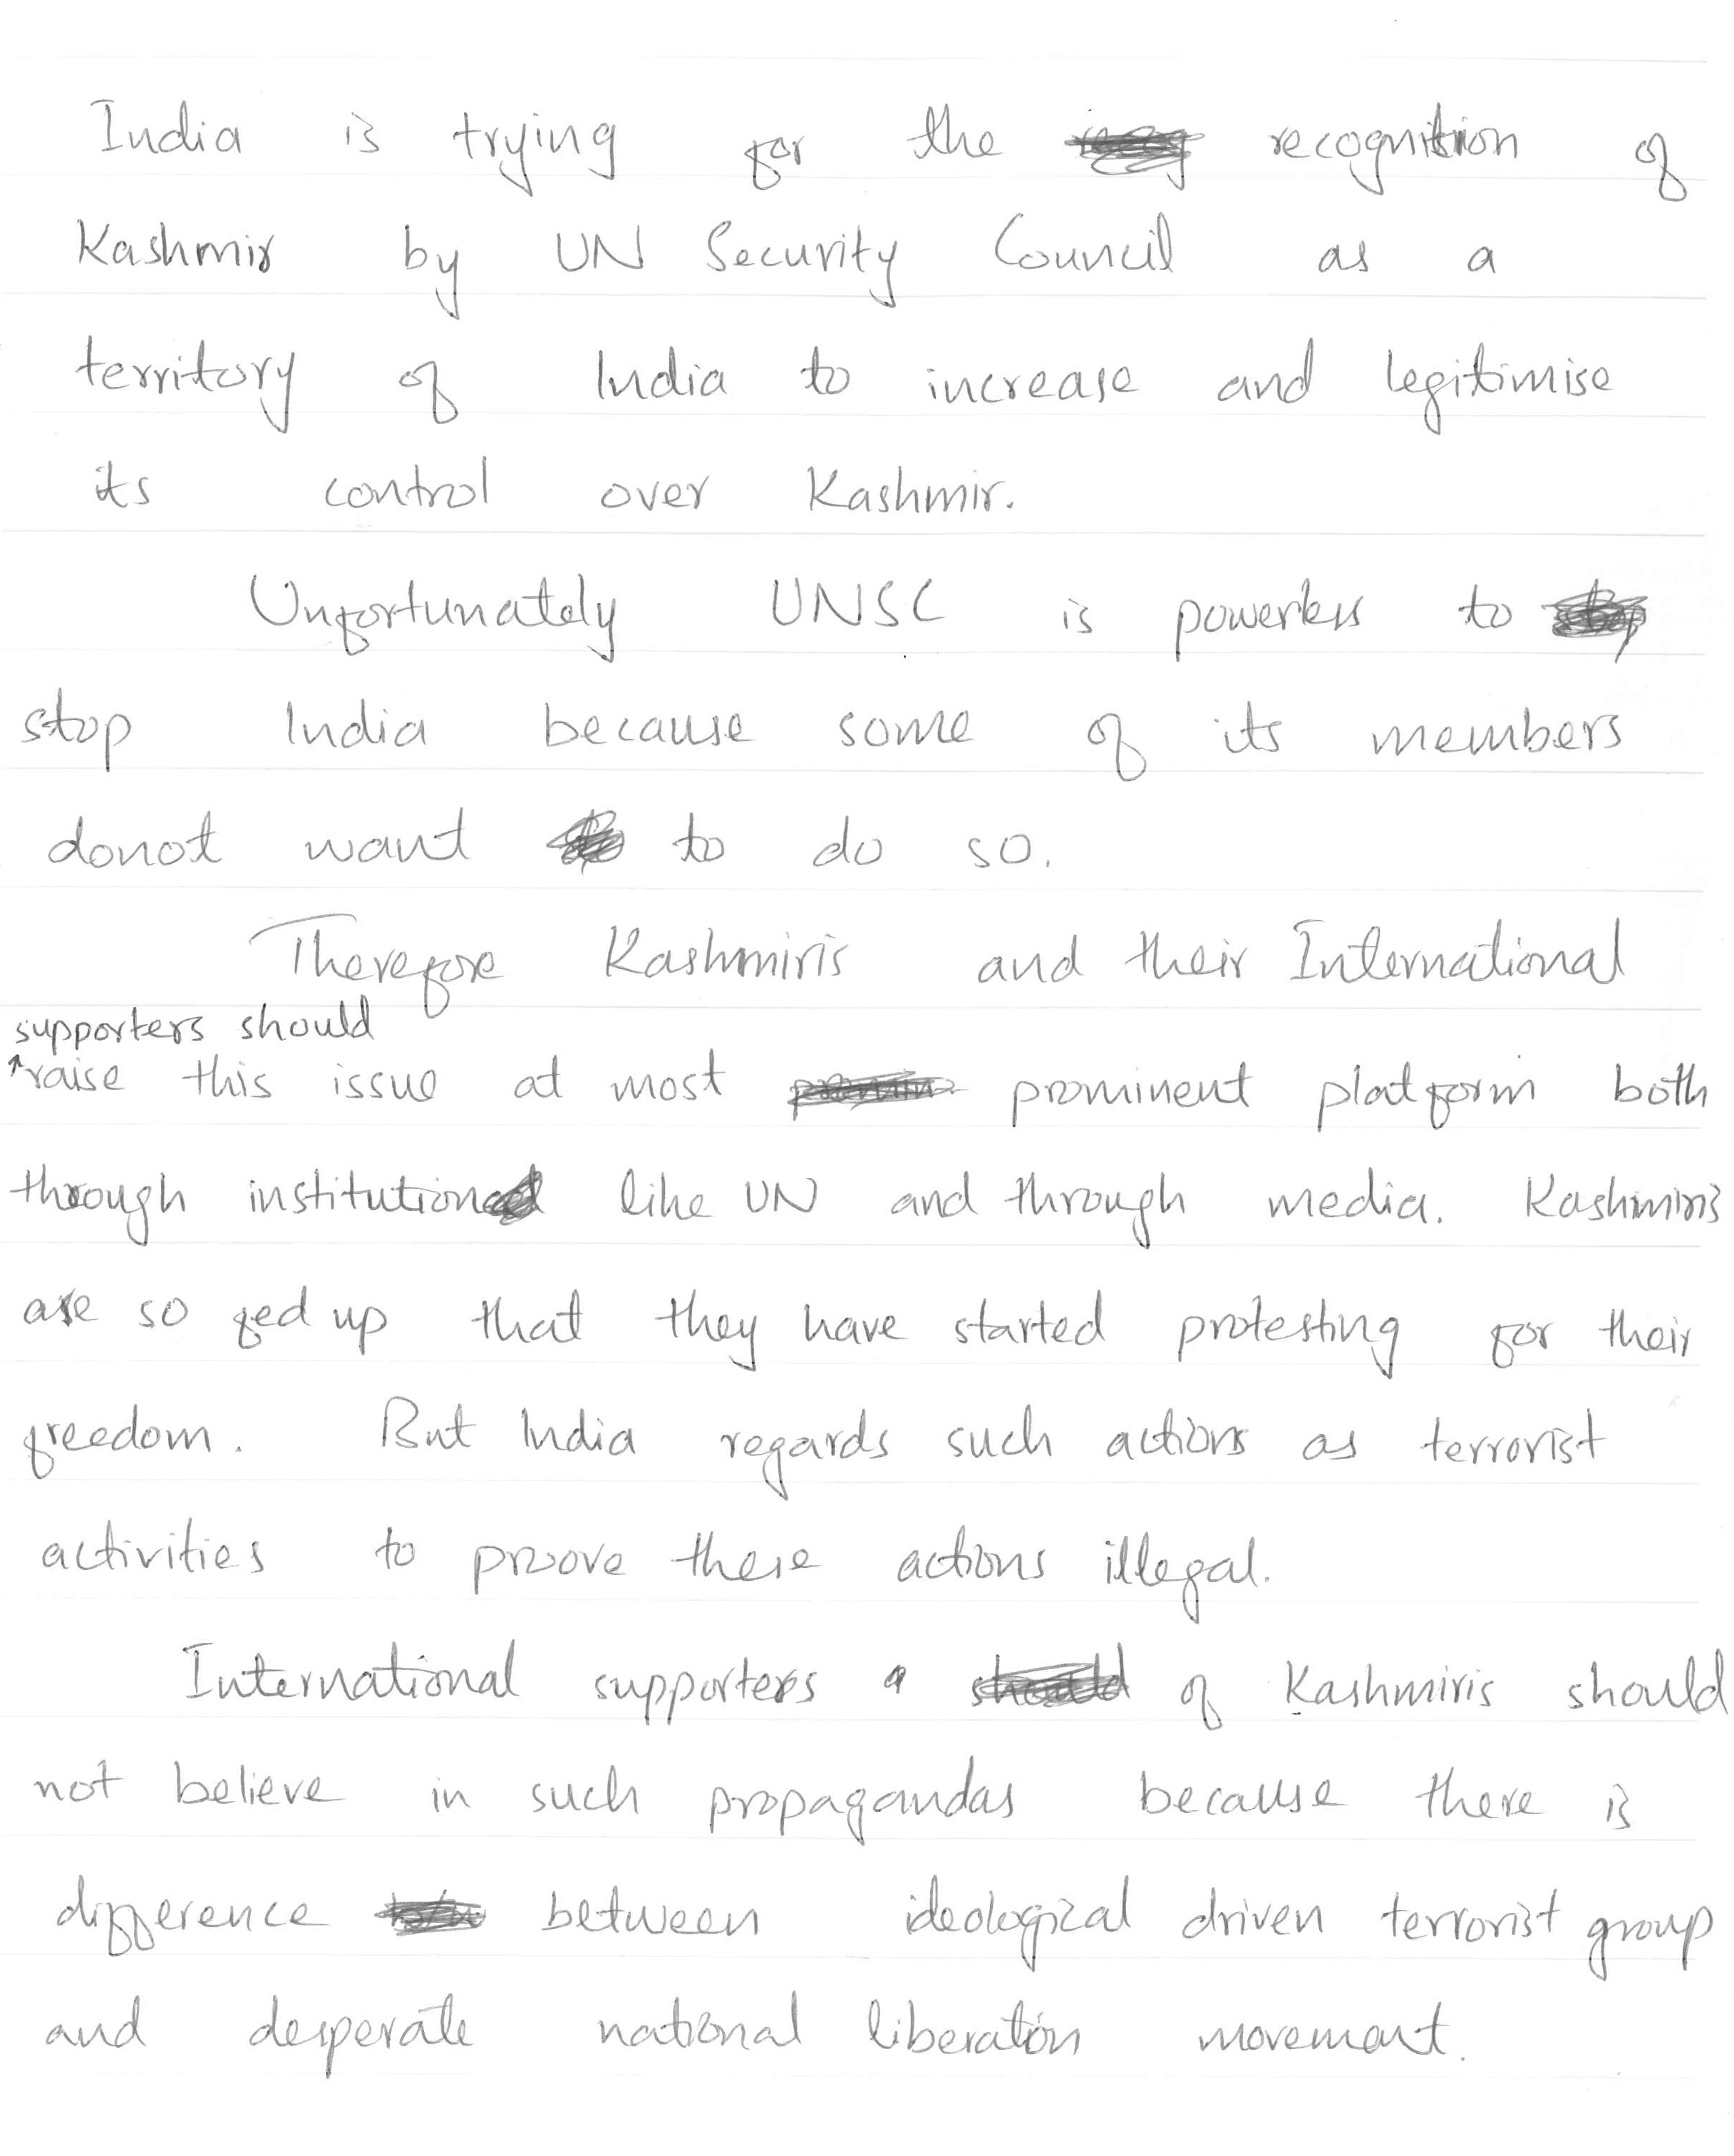 India is trying for the recognition of
Kashmir by UN Security Council as a
territory of India to increase and legitimise
its control over Kashmir.
Unfortunately UNSC is powerless to
stop India because some of its members
donot want to do so.
Therefore Kashmiris and their International
supporters should
raise this issue at most prominent platform both
through institution like UN and through media. Kashmiris
are so fed up that they have started protesting for their
freedom. But India regards such actions as terrorist
activities to proove these actions illegal.
International supporters of Kashmiris should
not believe in such propagandas because there is
difference between ideological driven terrorist group
and desperate national liberation movement.